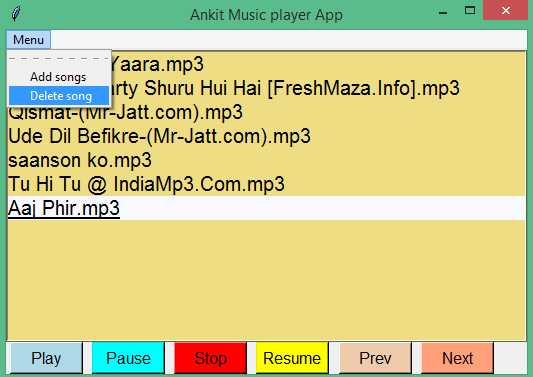 Ankit Music player App
Menu
Add songs
Delete song
Yaara.mp3
arty Shuru Hui Hai [FreshMaza.Info].mp3
Qismat-(Mr-Jatt.com).mp3
Ude Dil Befikre-(Mr-Jatt.com).mp3
saanson ko.mp3
Tu Hi Tu @ IndiaMp3.Com.mp3
Aaj Phir.mp3
Play Pause Stop Resume Prev Next